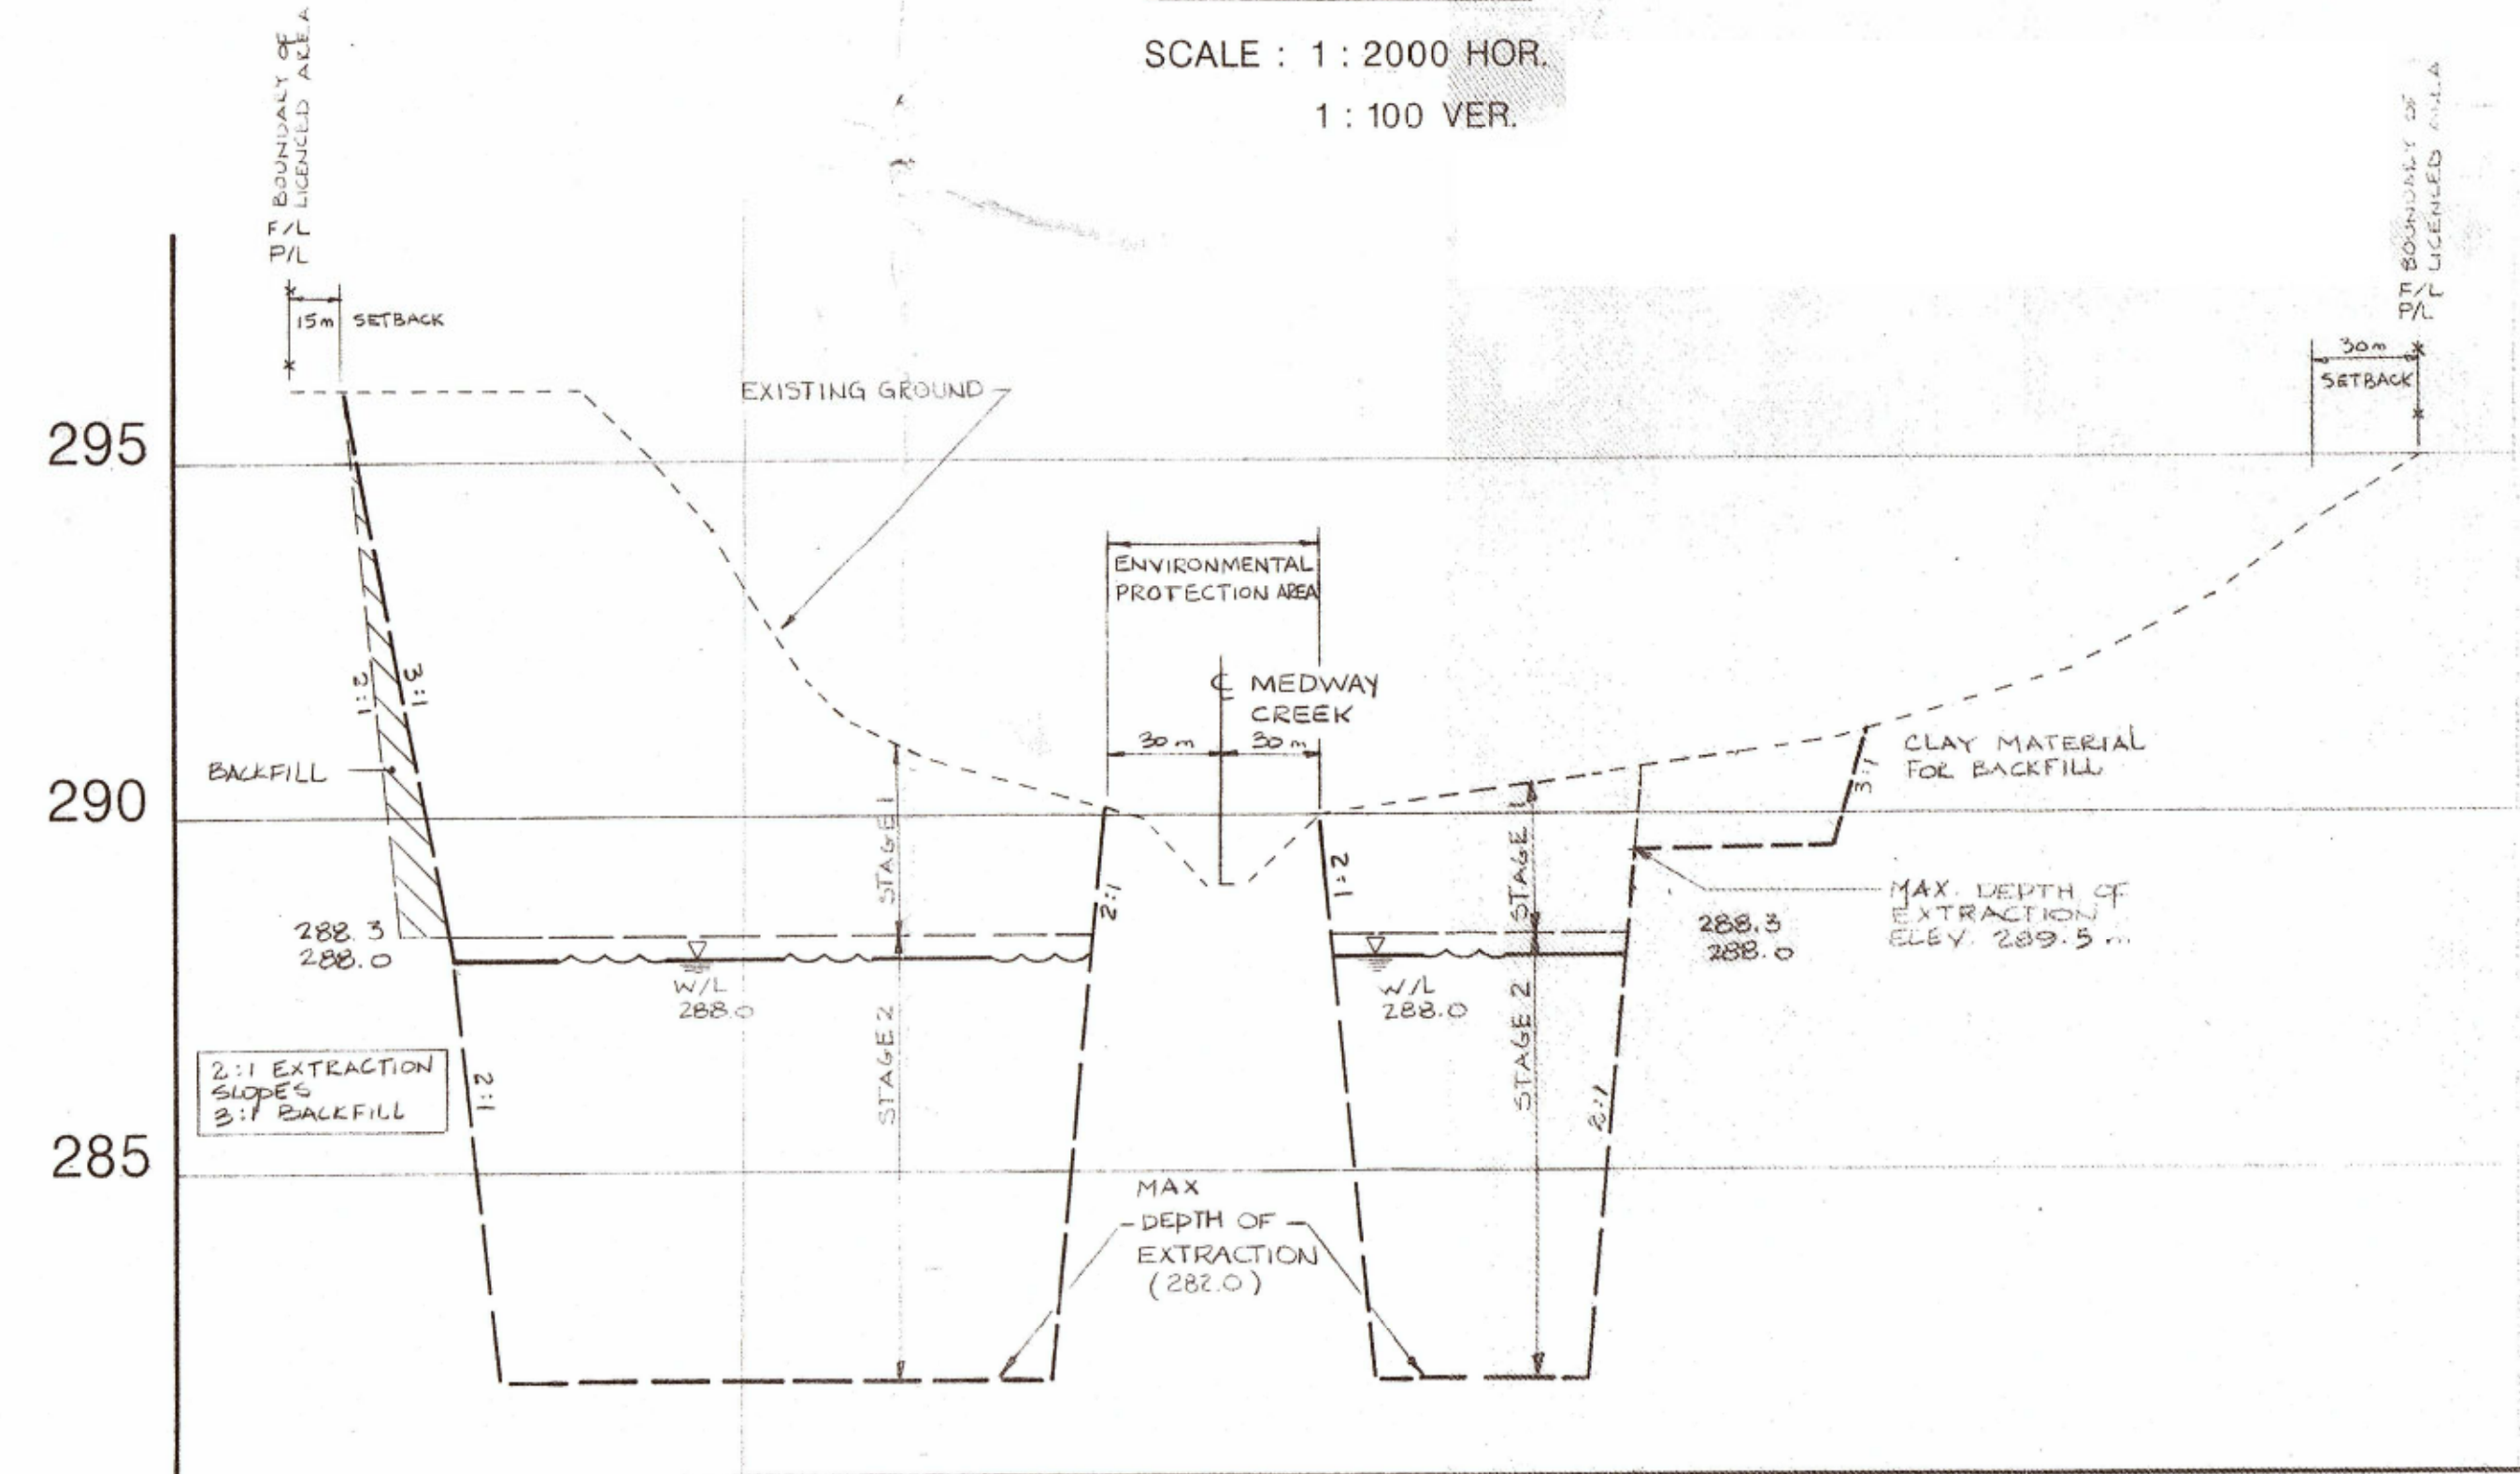 SCALE : 1 : 2000 HOR.
1 : 100 VER.
BOUNDARY OF
LICENCED AREA
F/L
P/L
15m SETBACK
BOUNDARY OF
LICENCED AREA
F/L
P/L
30m
SETBACK
EXISTING GROUND
295
ENVIRONMENTAL
PROTECTION AREA
℄ MEDWAY
CREEK
30m
30m
2:1
3:1
BACKFILL
CLAY MATERIAL
FOR BACKFILL
3:1
290
STAGE 1
STAGE 1
2:1
1:2
MAX. DEPTH OF
EXTRACTION
ELEV. 289.5 m
288.3
288.0
288.3
288.0
W/L
288.0
W/L
288.0
2:1 EXTRACTION
SLOPES
3:1 BACKFILL
2:1
STAGE 2
STAGE 2
2:1
285
MAX
DEPTH OF
EXTRACTION
(282.0)